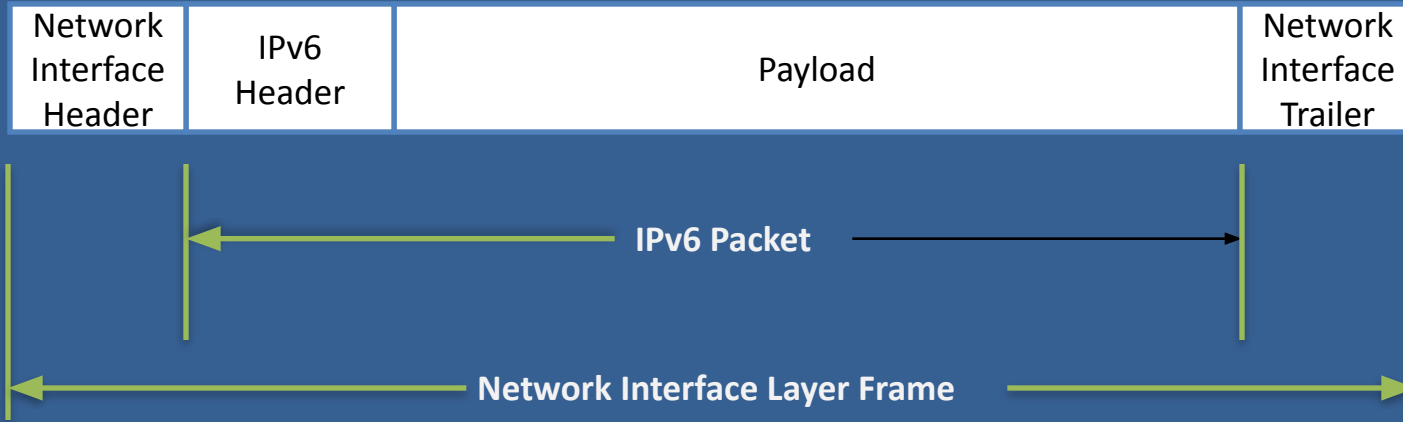 Network
Interface
Header
IPv6
Header
Payload
Network
Interface
Trailer
IPv6 Packet
Network Interface Layer Frame